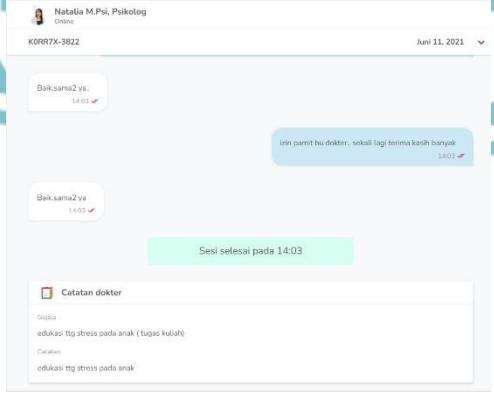 Natalia M.Psi, Psikolog
Online
K0RR7X-3822
Juni 11, 2021
Baik,sama2 ya..
14:03
irin pamit bu dokter.. sekali lagi terima kasih banyak
14:03
Baik,sama2 ya
14:03
Sesi selesai pada 14:03
Catatan dokter
Gejala
edukasi ttg stress pada anak ( tugas kuliah)
Catatan
edukasi ttg stress pada anak